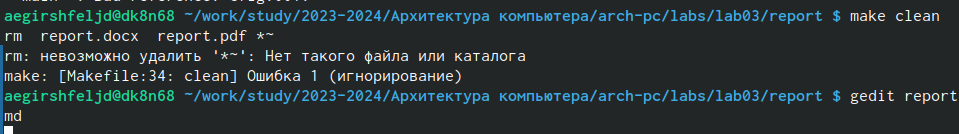 aegirshfeljd@dk8n68 ~/work/study/2023-2024/Архитектура компьютера/arch-pc/labs/lab03/report $ make clean
rm  report.docx  report.pdf *~
rm: невозможно удалить '*~': Нет такого файла или каталога
make: [Makefile:34: clean] Ошибка 1 (игнорирование)
aegirshfeljd@dk8n68 ~/work/study/2023-2024/Архитектура компьютера/arch-pc/labs/lab03/report $ gedit report
md